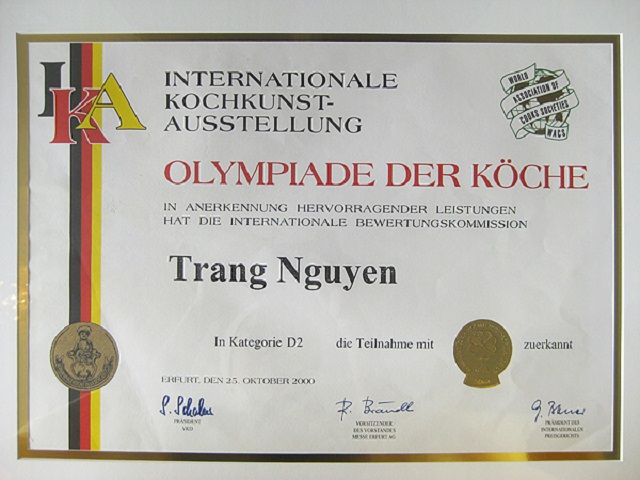 IKA
INTERNATIONALE
KOCHKUNST-
AUSSTELLUNG
WORLD
ASSOCIATION OF
COOKS SOCIETIES
WACS
OLYMPIADE DER KÖCHE
IN ANERKENNUNG HERVORRAGENDER LEISTUNGEN
HAT DIE INTERNATIONALE BEWERTUNGSKOMMISSION
Trang Nguyen
In Kategorie D2 die Teilnahme mit zuerkannt
ERFURT, DEN 25. OKTOBER 2000
PRÄSIDENT
VKD
VORSITZENDER
DES VORSTANDES
MESSE ERFURT AG
PRÄSIDENT DES
INTERNATIONALEN
PREISGERICHTS